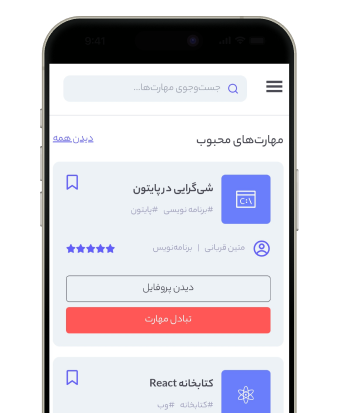 9:41
جست‌وجوی مهارت‌ها...
مهارت‌های محبوب
دیدن همه
C:\
شی‌گرایی در پایتون
#برنامه نویسی #پایتون
متین قربانی | برنامه‌نویس
دیدن پروفایل
تبادل مهارت
کتابخانه React
#کتابخانه #وب